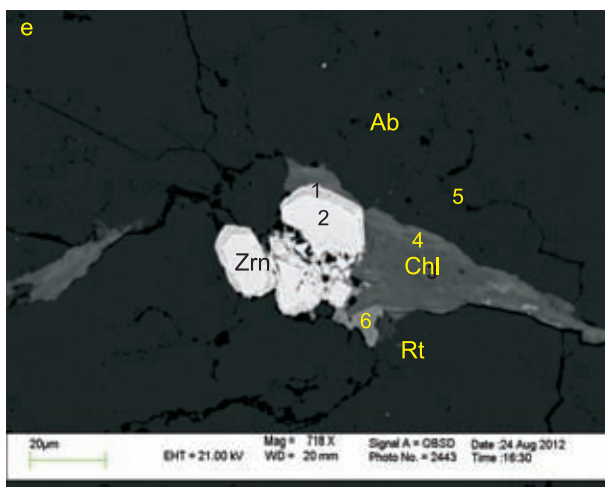 e
Ab
1
5
2
4
Zrn
Chl
6
Rt
20µm
EHT = 21.00 kV
Mag = 718 X
WD = 20 mm
Signal A = QBSD
Photo No. = 2443
Date :24 Aug 2012
Time :16:30